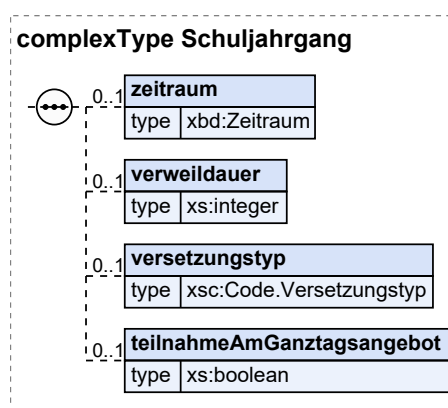 complexType Schuljahrgang
0..1 zeitraum
type xbd:Zeitraum
0..1 verweildauer
type xs:integer
0..1 versetzungstyp
type xsc:Code.Versetzungstyp
0..1 teilnahmeAmGanztagsangebot
type xs:boolean